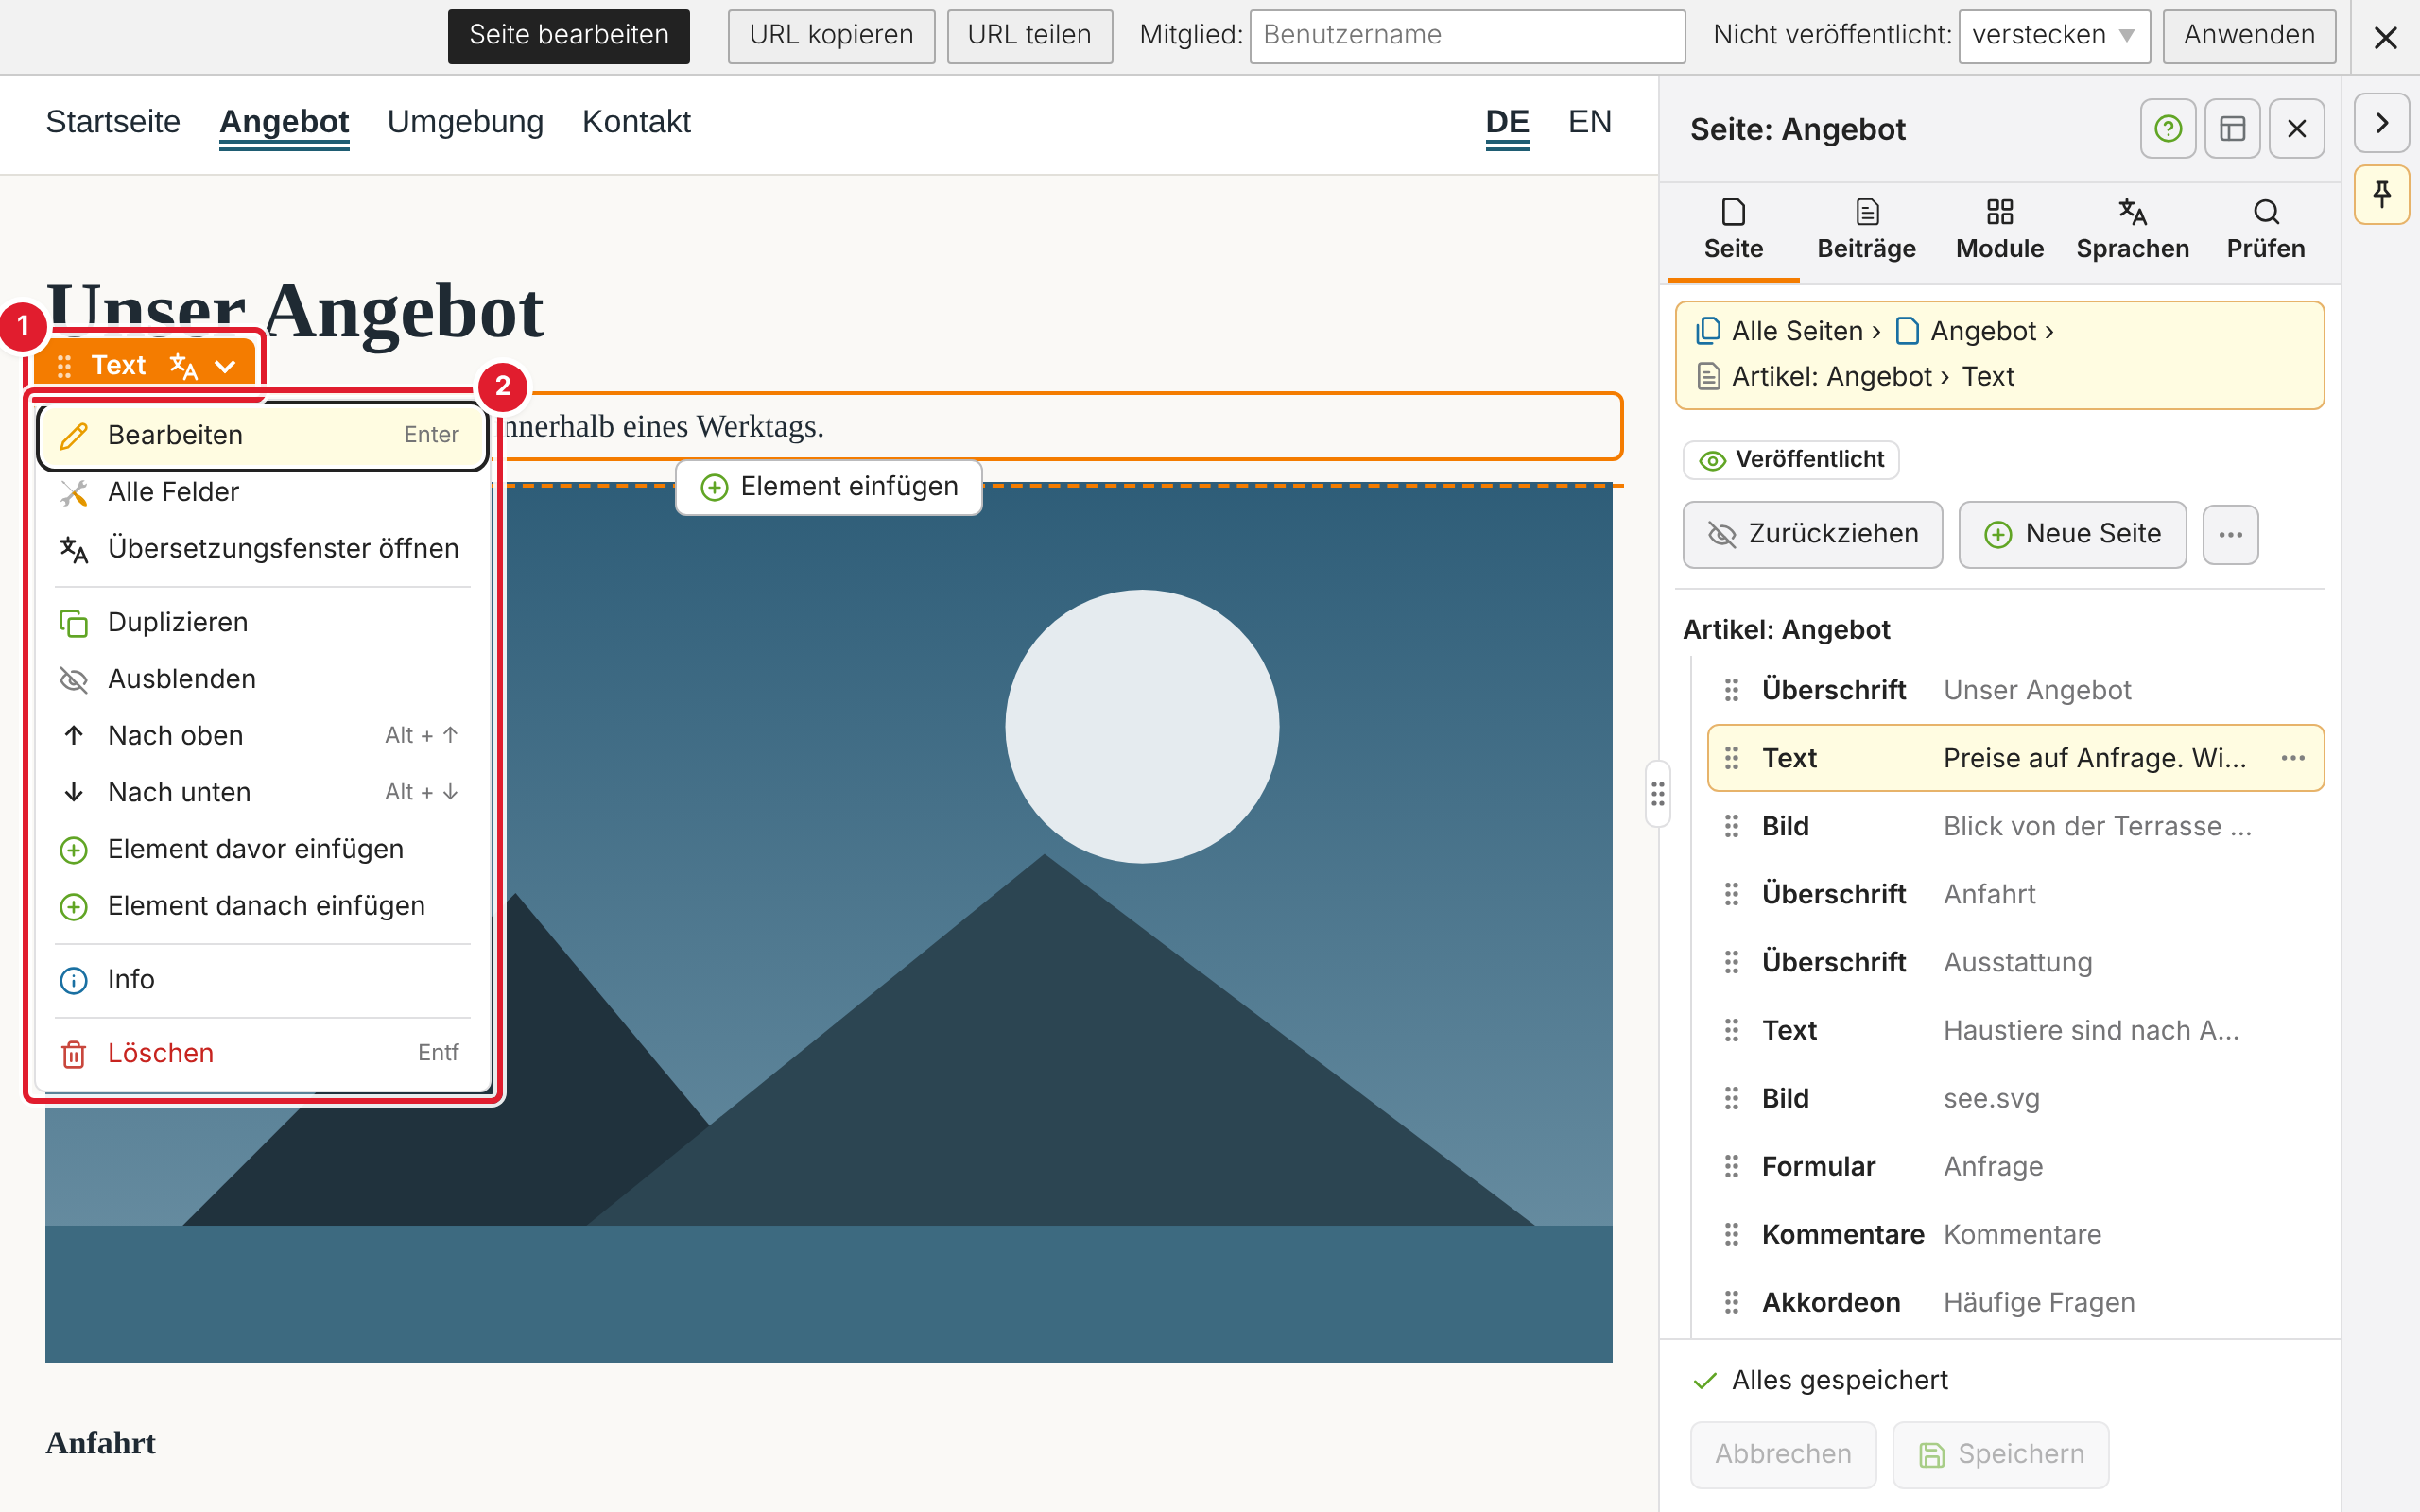 Seite bearbeiten URL kopieren URL teilen Mitglied: Benutzername Nicht veröffentlicht: verstecken Anwenden
Startseite Angebot Umgebung Kontakt DE EN
Unser Angebot
1
Text
2
Bearbeiten Enter
Alle Felder
Übersetzungsfenster öffnen
Duplizieren
Ausblenden
Nach oben Alt + ↑
Nach unten Alt + ↓
Element davor einfügen
Element danach einfügen
Info
Löschen Entf
innerhalb eines Werktags.
Element einfügen
Anfahrt
Seite: Angebot
Seite Beiträge Module Sprachen Prüfen
Alle Seiten › Angebot ›
Artikel: Angebot › Text
Veröffentlicht
Zurückziehen Neue Seite
Artikel: Angebot
Überschrift Unser Angebot
Text Preise auf Anfrage. Wi...
Bild Blick von der Terrasse ...
Überschrift Anfahrt
Überschrift Ausstattung
Text Haustiere sind nach A...
Bild see.svg
Formular Anfrage
Kommentare Kommentare
Akkordeon Häufige Fragen
Alles gespeichert
Abbrechen Speichern